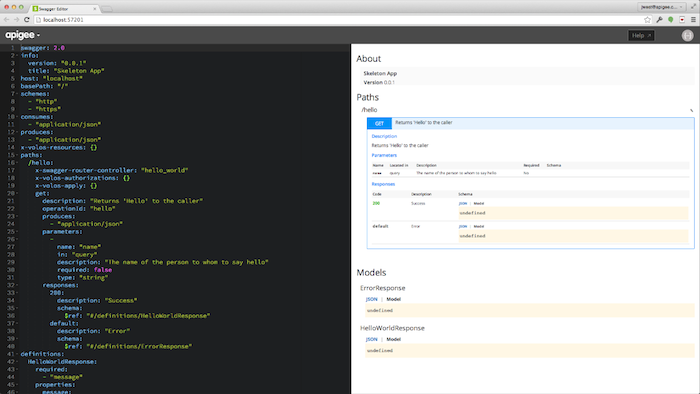 Swagger Editor
jwest@apigee.c...
localhost:57201
apigee
Help
1 swagger: 2.0
2 info:
3 version: "0.0.1"
4 title: "Skeleton App"
5 host: "localhost"
6 basePath: "/"
7 schemes:
8 - "http"
9 - "https"
10 consumes:
11 - "application/json"
12 produces:
13 - "application/json"
14 x-volos-resources: {}
15 paths:
16 /hello:
17 x-swagger-router-controller: "hello_world"
18 x-volos-authorizations: {}
19 x-volos-apply: {}
20 get:
21 description: "Returns 'Hello' to the caller"
22 operationId: "hello"
23 produces:
24 - "application/json"
25 parameters:
26 -
27 name: "name"
28 in: "query"
29 description: "The name of the person to whom to say hello"
30 required: false
31 type: "string"
32 responses:
33 200:
34 description: "Success"
35 schema:
36 $ref: "#/definitions/HelloWorldResponse"
37 default:
38 description: "Error"
39 schema:
40 $ref: "#/definitions/ErrorResponse"
41 definitions:
42 HelloWorldResponse:
43 required:
44 - "message"
45 properties:
46 message:
About
Skeleton App
Version 0.0.1
Paths
/hello
GET Returns 'Hello' to the caller
Description
Returns 'Hello' to the caller
Parameters
Name Located in Description Required Schema
name query The name of the person to whom to say hello No
Responses
Code Description Schema
200 Success JSON | Model
undefined
default Error JSON | Model
undefined
Models
ErrorResponse
JSON | Model
undefined
HelloWorldResponse
JSON | Model
undefined